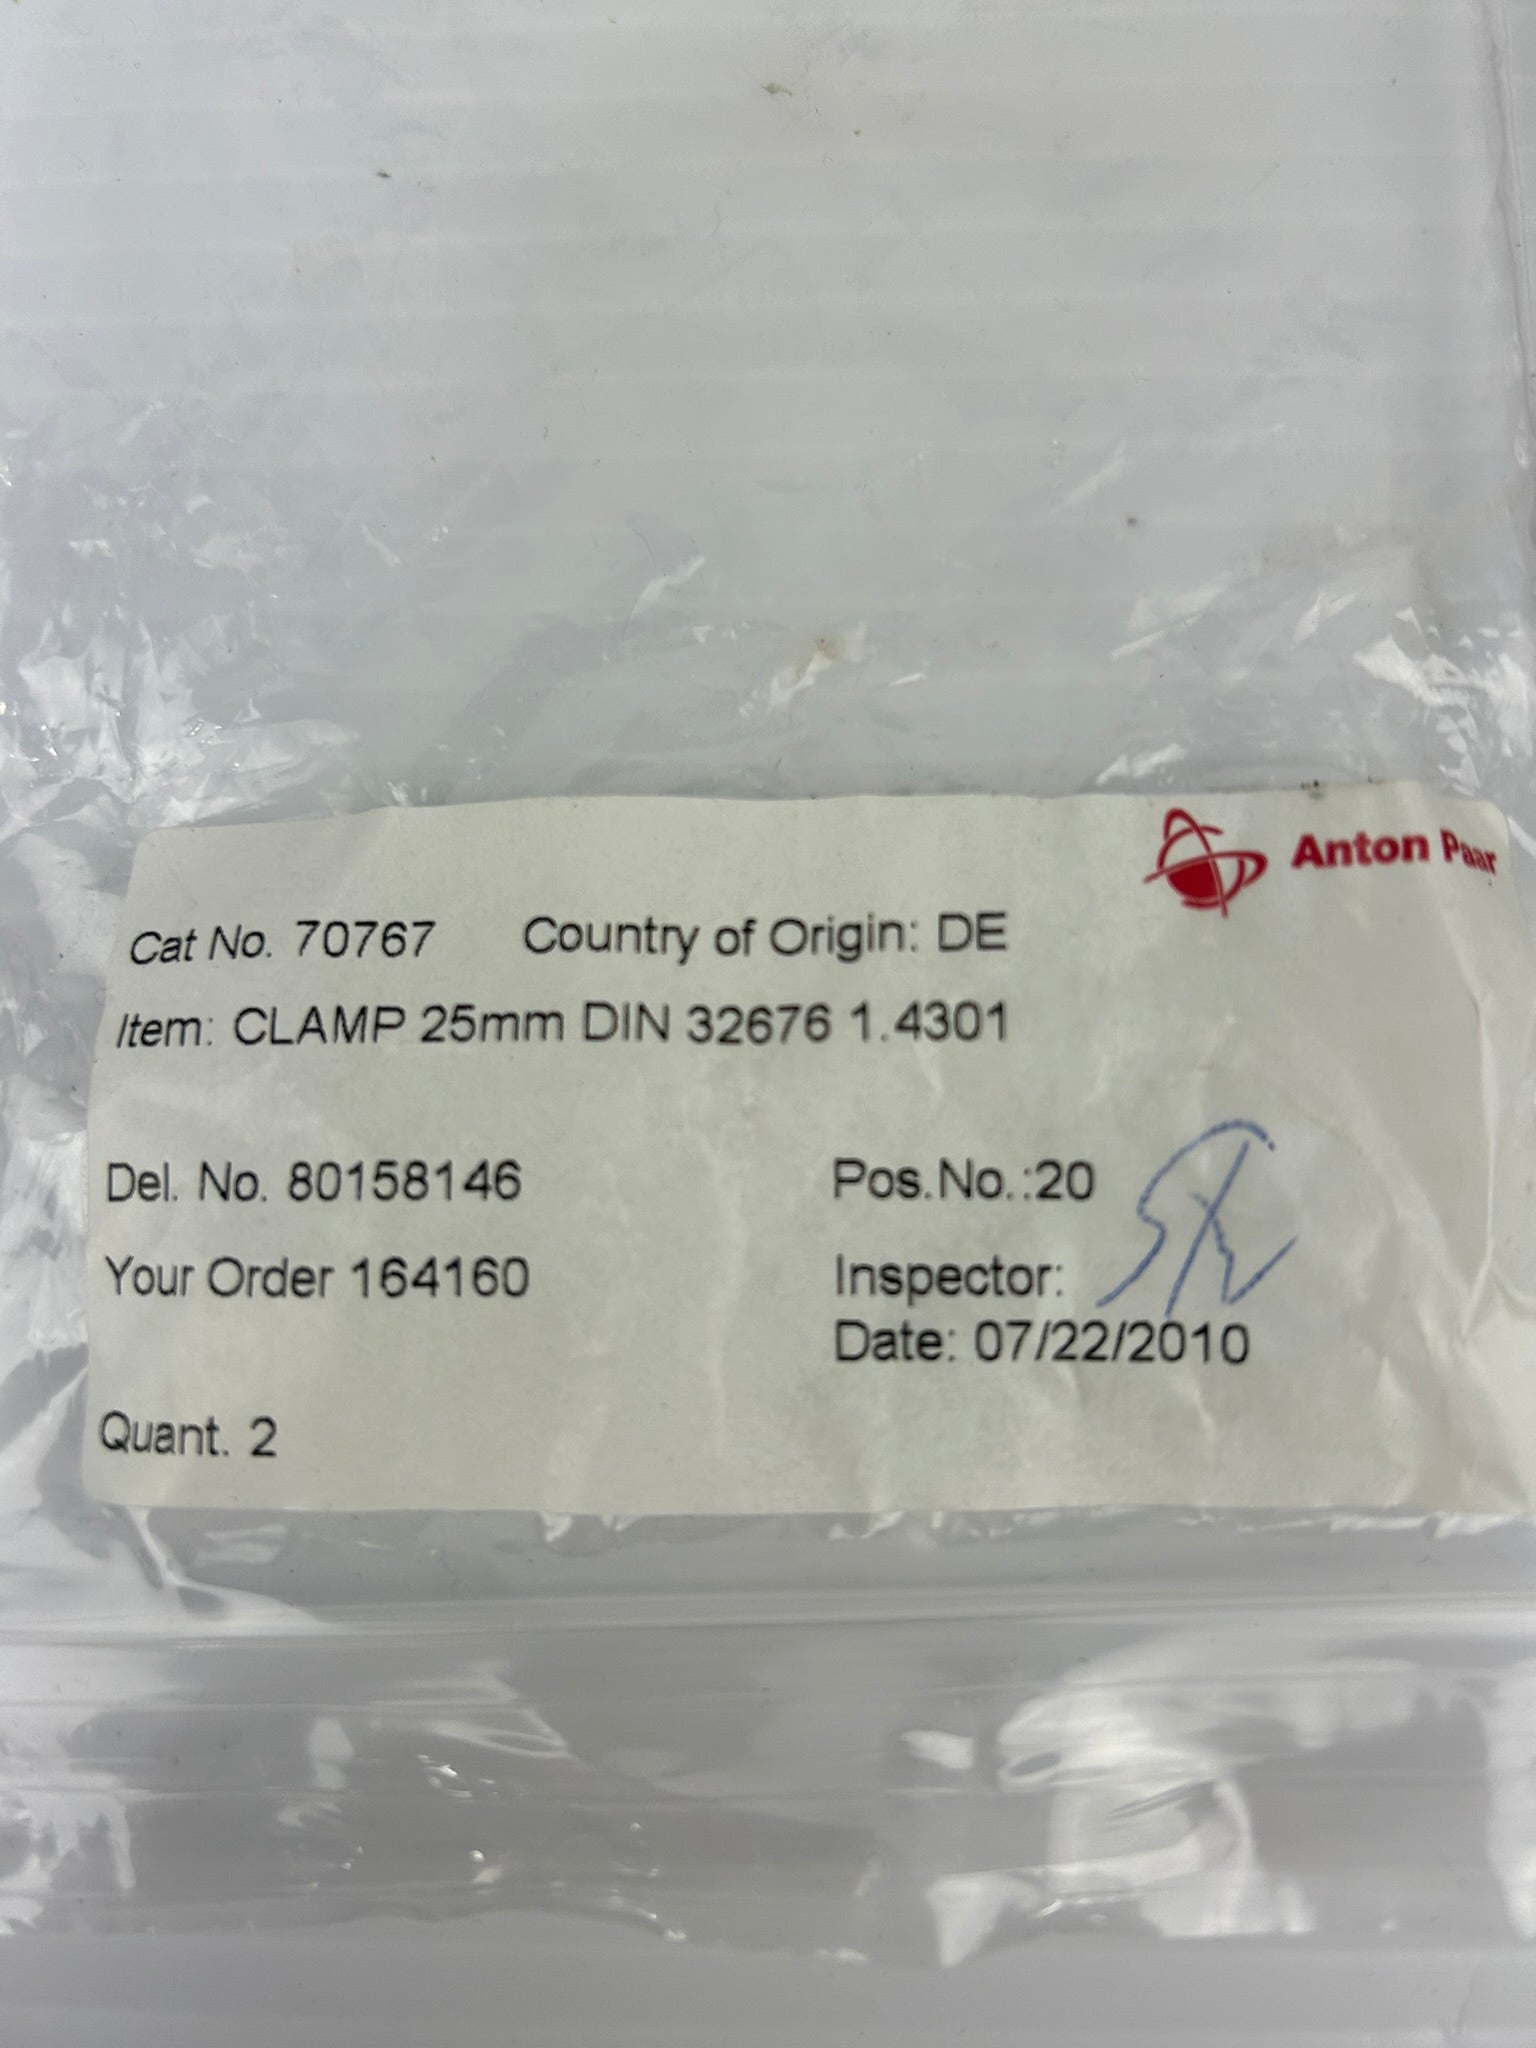 Anton Paar
Cat No. 70767 Country of Origin: DE
Item: CLAMP 25mm DIN 32676 1.4301
Del. No. 80158146 Pos.No.:20
Your Order 164160 Inspector:
Date: 07/22/2010
Quant. 2